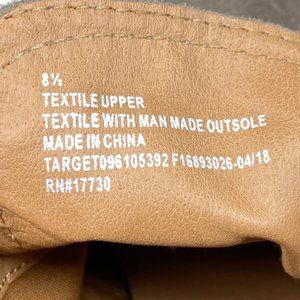 8½
TEXTILE UPPER
TEXTILE WITH MAN MADE OUTSOLE
MADE IN CHINA
TARGET096105392 F16893026-04/18
RN#17730